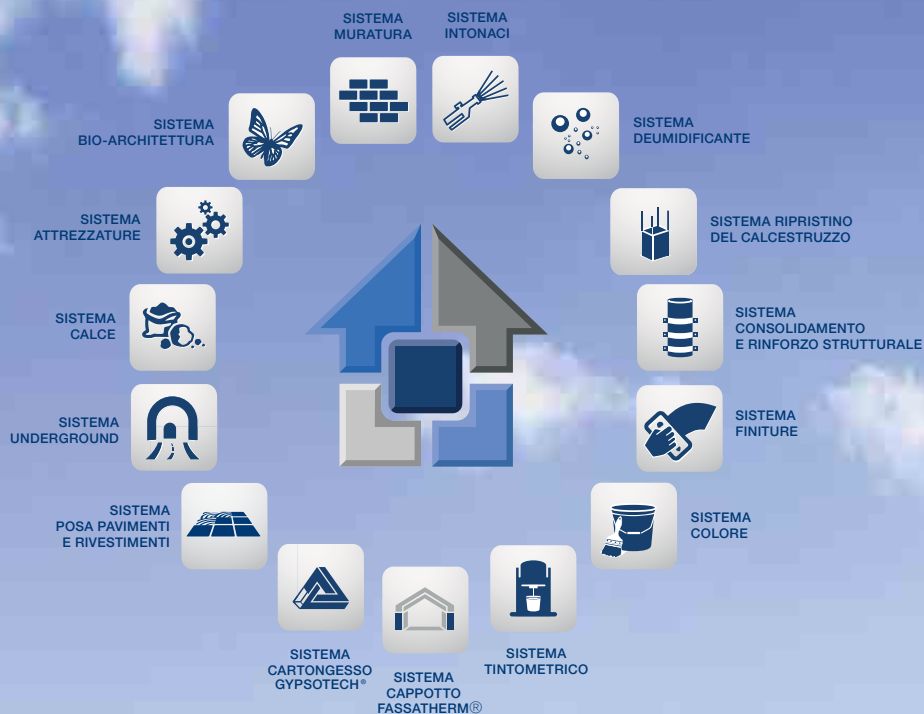 SISTEMA
MURATURA
SISTEMA
INTONACI
SISTEMA
DEUMIDIFICANTE
SISTEMA RIPRISTINO
DEL CALCESTRUZZO
SISTEMA
CONSOLIDAMENTO
E RINFORZO STRUTTURALE
SISTEMA
FINITURE
SISTEMA
COLORE
SISTEMA
TINTOMETRICO
SISTEMA
CAPPOTTO
FASSATHERM®
SISTEMA
CARTONGESSO
GYPSOTECH®
SISTEMA
POSA PAVIMENTI
E RIVESTIMENTI
SISTEMA
UNDERGROUND
SISTEMA
CALCE
SISTEMA
ATTREZZATURE
SISTEMA
BIO-ARCHITETTURA